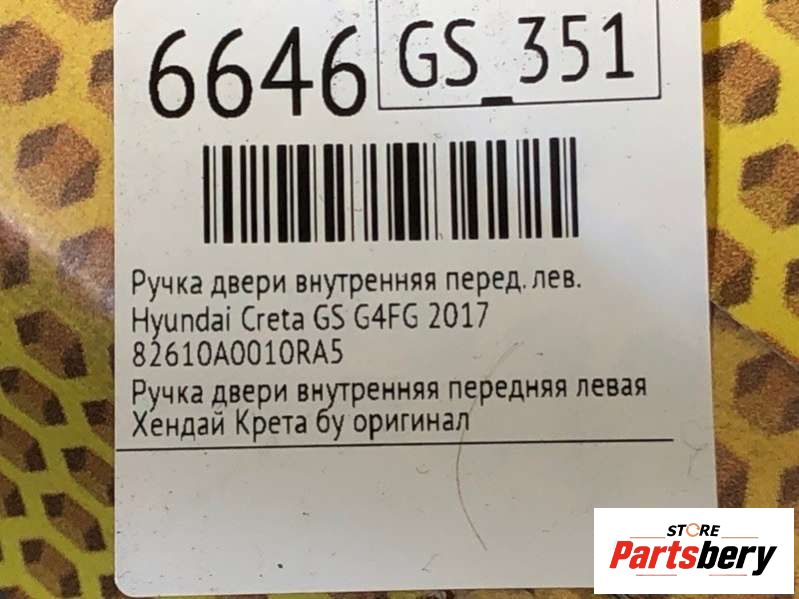 6646
GS_351
Ручка двери внутренняя перед. лев.
Hyundai Creta GS G4FG 2017
82610A0010RA5
Ручка двери внутренняя передняя левая
Хендай Крета бу оригинал
STORE
Partsbery